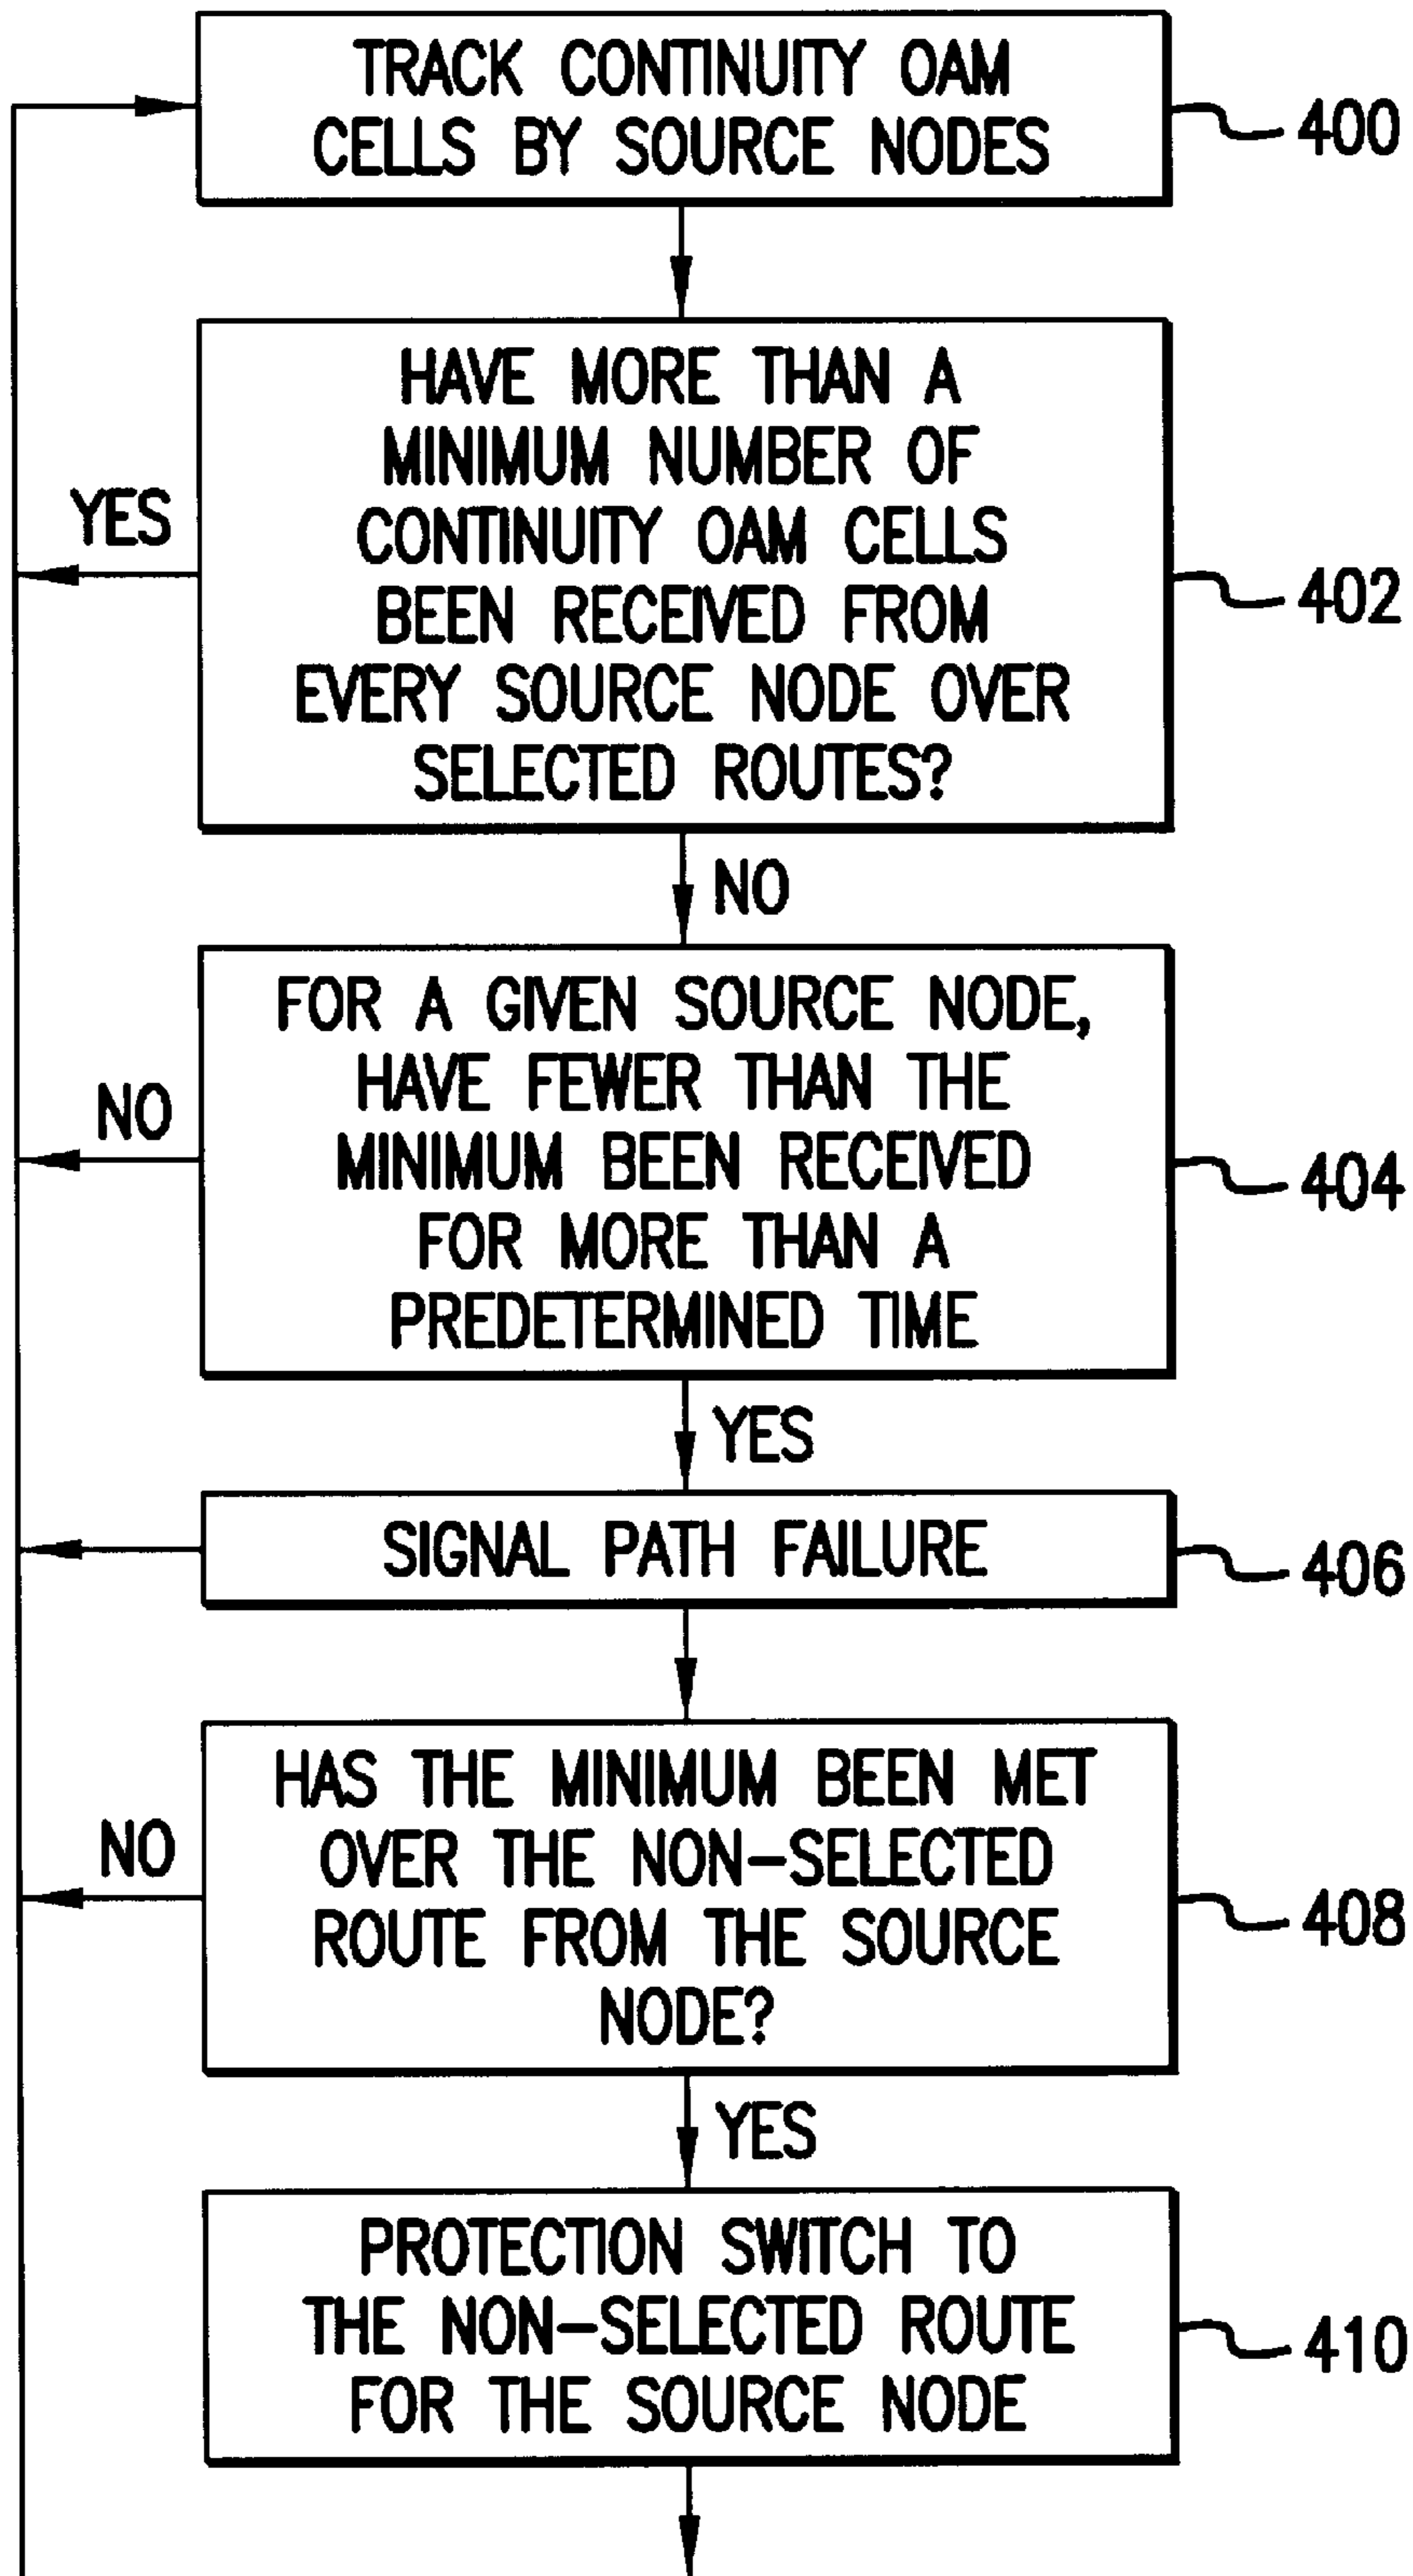 TRACK CONTINUITY OAM
CELLS BY SOURCE NODES
400
HAVE MORE THAN A
MINIMUM NUMBER OF
CONTINUITY OAM CELLS
BEEN RECEIVED FROM
EVERY SOURCE NODE OVER
SELECTED ROUTES?
YES
402
NO
FOR A GIVEN SOURCE NODE,
HAVE FEWER THAN THE
MINIMUM BEEN RECEIVED
FOR MORE THAN A
PREDETERMINED TIME
NO
404
YES
SIGNAL PATH FAILURE
406
HAS THE MINIMUM BEEN MET
OVER THE NON-SELECTED
ROUTE FROM THE SOURCE
NODE?
NO
408
YES
PROTECTION SWITCH TO
THE NON-SELECTED ROUTE
FOR THE SOURCE NODE
410